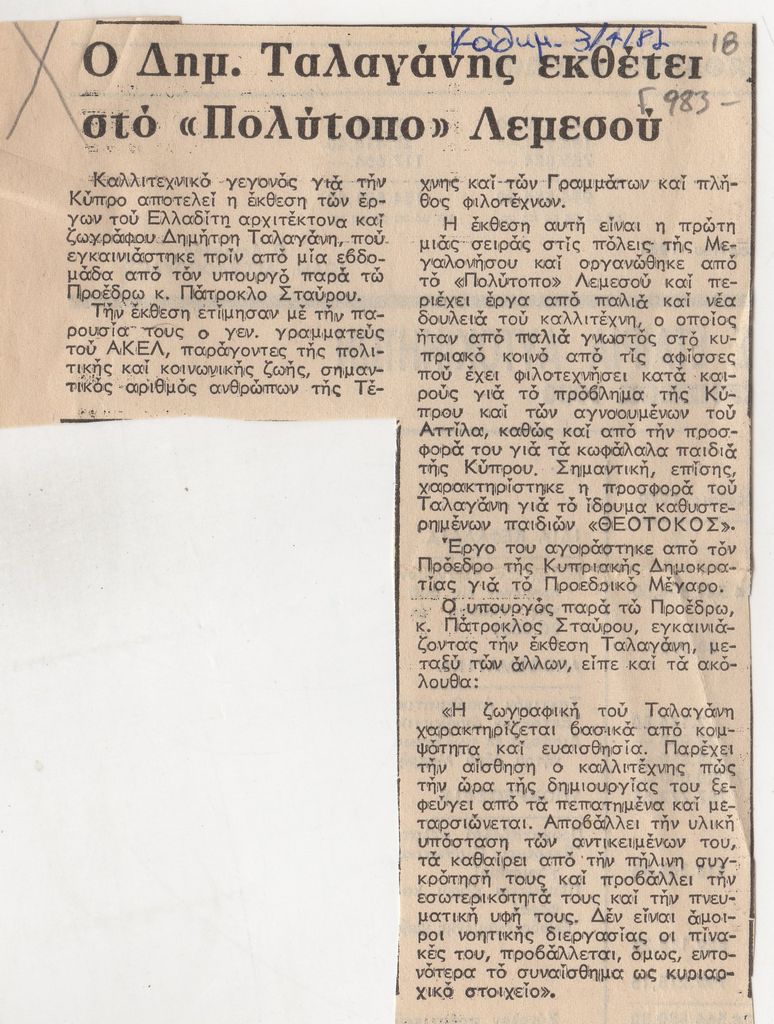 Καθημ. 3/4/82
18
Γ. 983 -
Ο Δημ. Ταλαγάνης εκθέτει
στό «Πολύτοπο» Λεμεσού
Καλλιτεχνικό γεγονός γιά τήν
Κύπρο αποτελεί η έκθεση τών έρ-
γων τού Ελλαδίτη αρχιτέκτονα καί
ζωγράφου Δημήτρη Ταλαγάνη, πού
εγκαινιάστηκε πρίν από μία εβδο-
μάδα από τόν υπουργό παρά τώ
Προέδρω κ. Πάτροκλο Σταύρου.
Τήν έκθεση ετίμησαν μέ τήν πα-
ρουσία τους ο γεν. γραμματεύς
τού ΑΚΕΛ, παράγοντες τής πολι-
τικής καί κοινωνικής ζωής, σημαν-
τικός αριθμός ανθρώπων τής Τέ-
χνης καί τών Γραμμάτων καί πλή-
θος φιλοτέχνων.
Η έκθεση αυτή είναι η πρώτη
μιάς σειράς στίς πόλεις τής Με-
γαλονήσου καί οργανώθηκε από
τό «Πολύτοπο» Λεμεσού καί πε-
ριέχει έργα από παλιά καί νέα
δουλειά τού καλλιτέχνη, ο οποίος
ήταν από παλιά γνωστός στό κυ-
πριακό κοινό από τίς αφίσσες
πού έχει φιλοτεχνήσει κατά και-
ρούς γιά τό πρόβλημα τής Κύ-
πρου καί τών αγνοουμένων τού
Αττίλα, καθώς καί από τήν προσ-
φορά του γιά τά κωφάλαλα παιδιά
τής Κύπρου. Σημαντική, επίσης,
χαρακτηρίστηκε η προσφορά τού
Ταλαγάνη γιά τό ίδρυμα καθυστε-
ρημένων παιδιών «ΘΕΟΤΟΚΟΣ».
Έργο του αγοράστηκε από τόν
Πρόεδρο τής Κυπριακής Δημοκρα-
τίας γιά τό Προεδρικό Μέγαρο.
Ο υπουργός παρά τώ Προέδρω,
κ. Πάτροκλος Σταύρου, εγκαινιά-
ζοντας τήν έκθεση Ταλαγάνη, με-
ταξύ τών άλλων, είπε καί τά ακό-
λουθα:
«Η ζωγραφική τού Ταλαγάνη
χαρακτηρίζεται βασικά από κομ-
ψότητα καί ευαισθησία. Παρέχει
τήν αίσθηση ο καλλιτέχνης πώς
τήν ώρα τής δημιουργίας του ξε-
φεύγει από τά πεπατημένα καί με-
ταρσιώνεται. Αποβάλλει τήν υλική
υπόσταση τών αντικειμένων του,
τά καθαίρει από τήν πήλινη συγ-
κρότησή τους καί προβάλλει τήν
εσωτερικότητά τους καί τήν πνευ-
ματική υφή τους. Δέν είναι άμοι-
ροι νοητικής διεργασίας οι πίνα-
κές του, προβάλλεται, όμως, εντο-
νότερα τό συναίσθημα ως κυριαρ-
χικό στοιχείο».